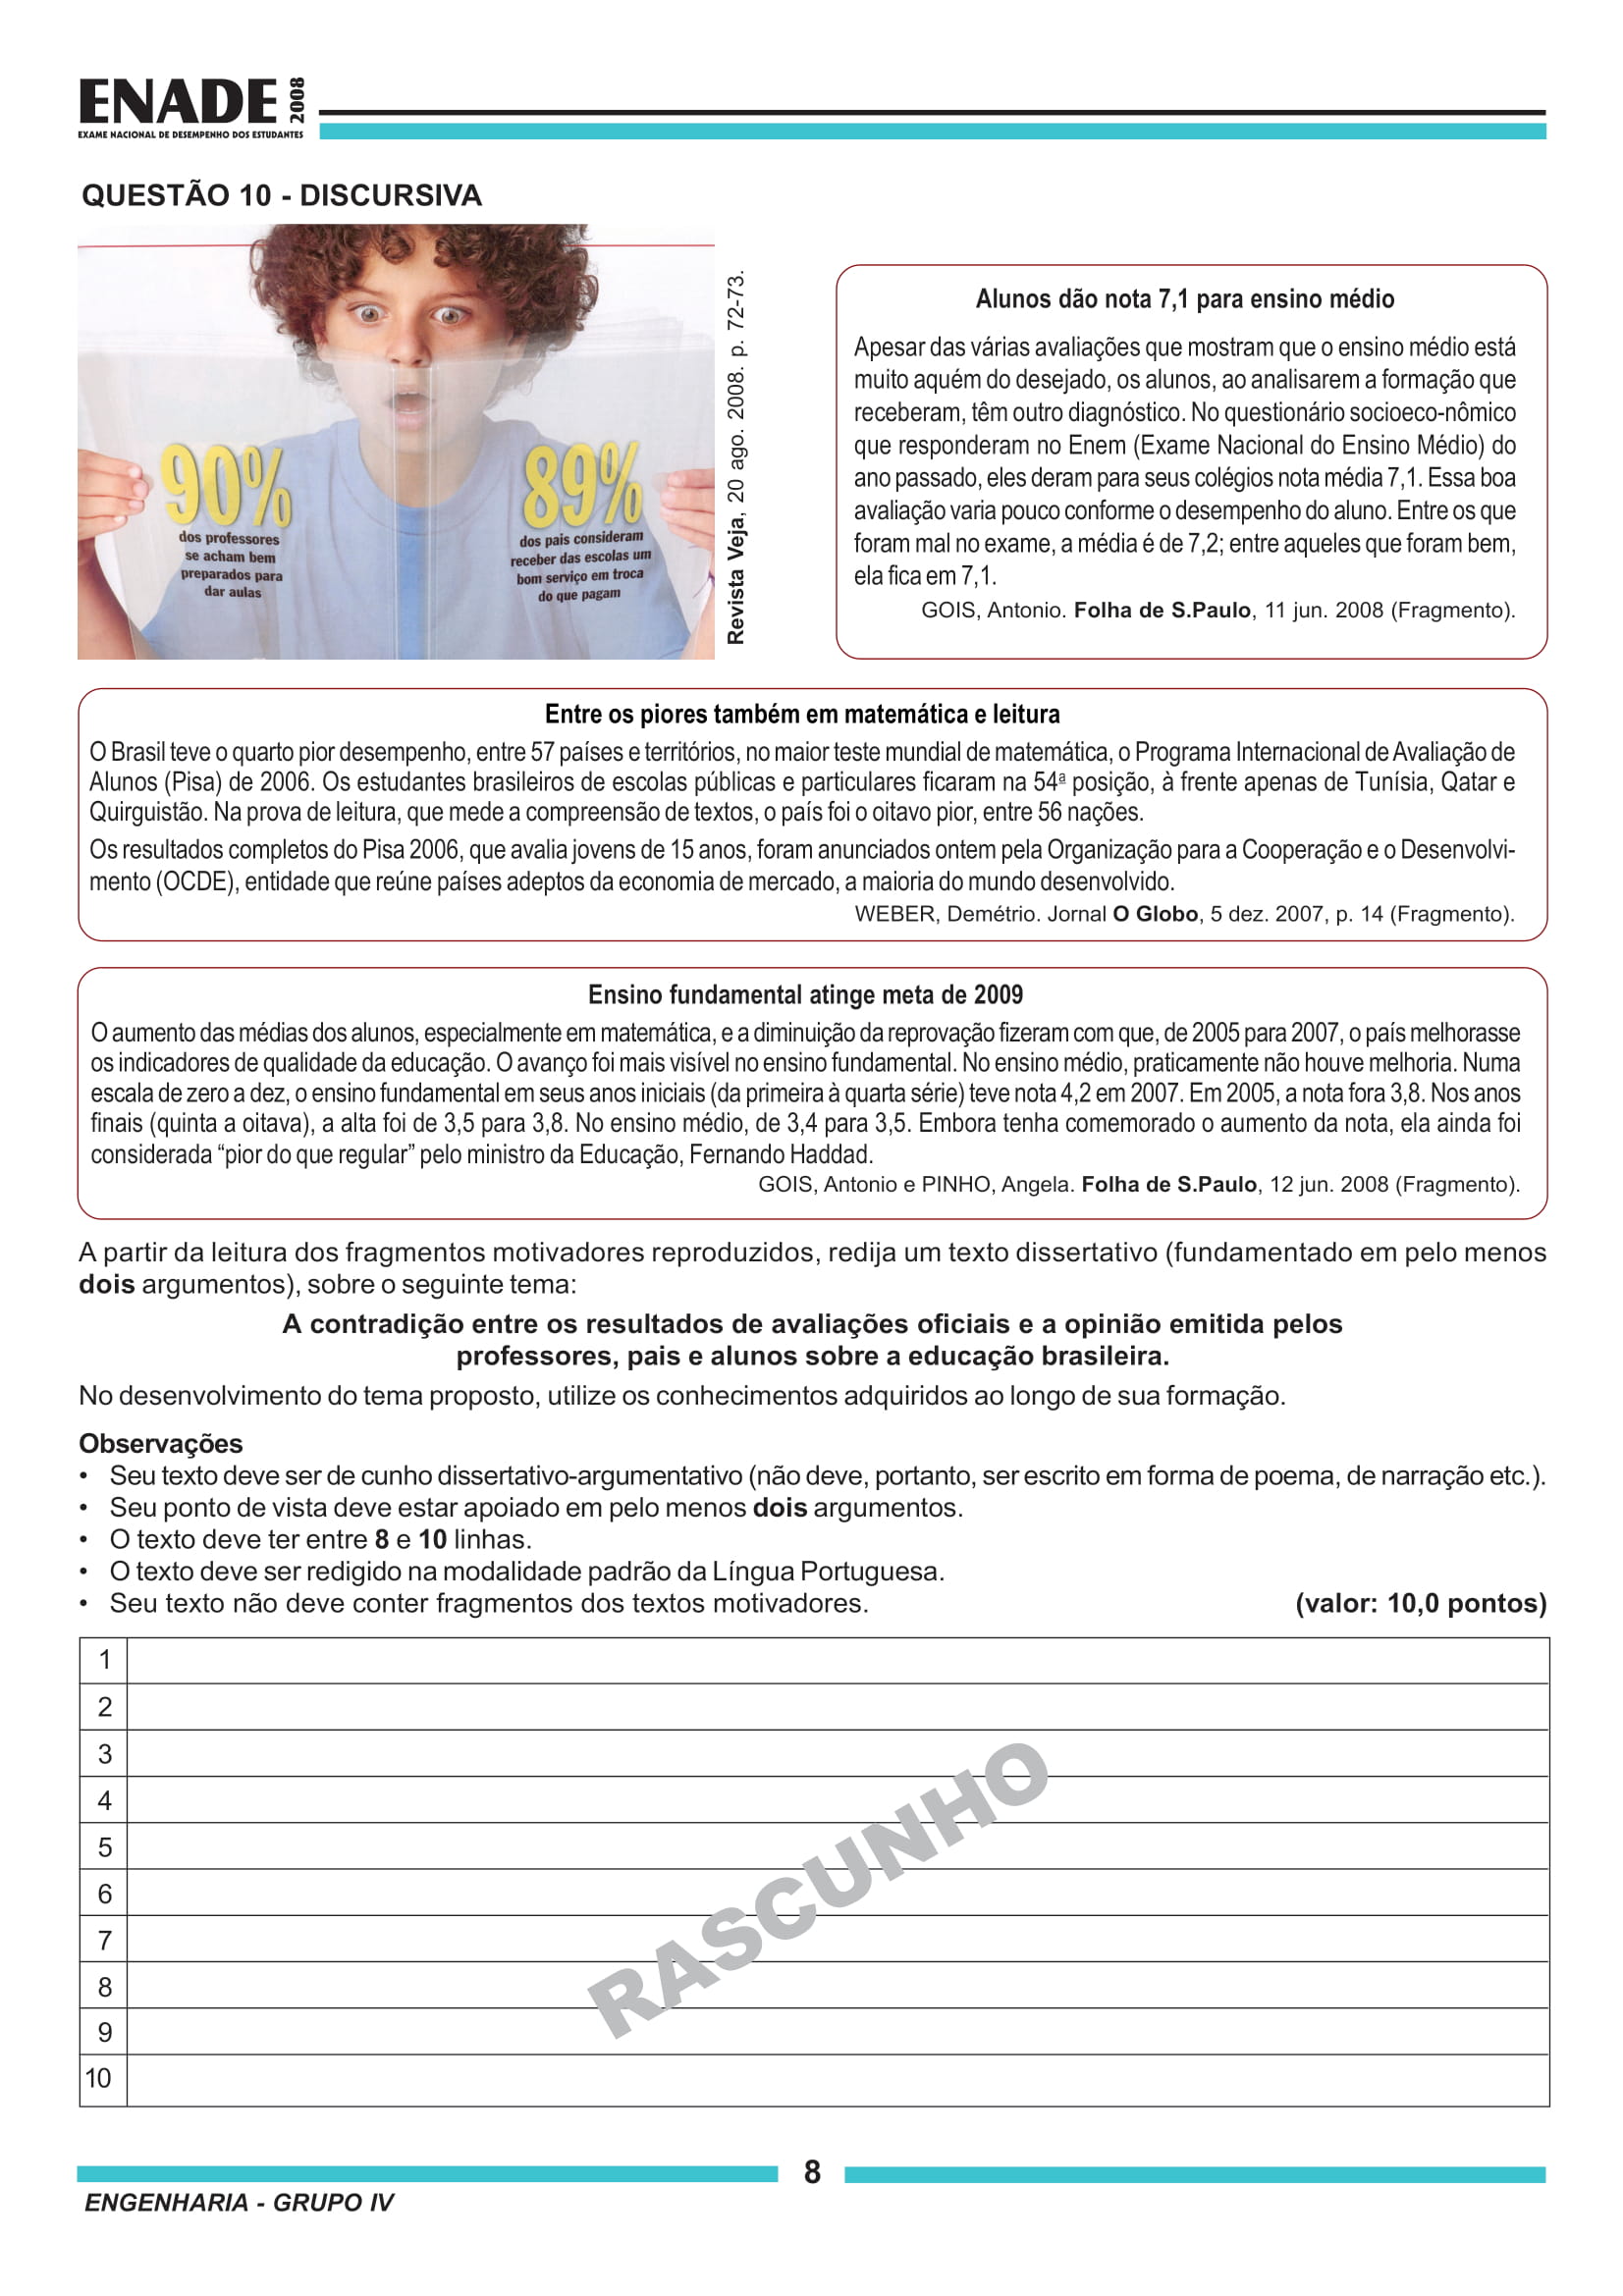 ENADE 2008
EXAME NACIONAL DE DESEMPENHO DOS ESTUDANTES
QUESTÃO 10 - DISCURSIVA
90%
dos professores
se acham bem
preparados para
dar aulas
89%
dos pais consideram
receber das escolas um
bom serviço em troca
do que pagam
Revista Veja, 20 ago. 2008. p. 72-73.
Alunos dão nota 7,1 para ensino médio
Apesar das várias avaliações que mostram que o ensino médio está
muito aquém do desejado, os alunos, ao analisarem a formação que
receberam, têm outro diagnóstico. No questionário socioeco-nômico
que responderam no Enem (Exame Nacional do Ensino Médio) do
ano passado, eles deram para seus colégios nota média 7,1. Essa boa
avaliação varia pouco conforme o desempenho do aluno. Entre os que
foram mal no exame, a média é de 7,2; entre aqueles que foram bem,
ela fica em 7,1.
GOIS, Antonio. Folha de S.Paulo, 11 jun. 2008 (Fragmento).
Entre os piores também em matemática e leitura
O Brasil teve o quarto pior desempenho, entre 57 países e territórios, no maior teste mundial de matemática, o Programa Internacional de Avaliação de
Alunos (Pisa) de 2006. Os estudantes brasileiros de escolas públicas e particulares ficaram na 54ª posição, à frente apenas de Tunísia, Qatar e
Quirguistão. Na prova de leitura, que mede a compreensão de textos, o país foi o oitavo pior, entre 56 nações.
Os resultados completos do Pisa 2006, que avalia jovens de 15 anos, foram anunciados ontem pela Organização para a Cooperação e o Desenvolvi-
mento (OCDE), entidade que reúne países adeptos da economia de mercado, a maioria do mundo desenvolvido.
WEBER, Demétrio. Jornal O Globo, 5 dez. 2007, p. 14 (Fragmento).
Ensino fundamental atinge meta de 2009
O aumento das médias dos alunos, especialmente em matemática, e a diminuição da reprovação fizeram com que, de 2005 para 2007, o país melhorasse
os indicadores de qualidade da educação. O avanço foi mais visível no ensino fundamental. No ensino médio, praticamente não houve melhoria. Numa
escala de zero a dez, o ensino fundamental em seus anos iniciais (da primeira à quarta série) teve nota 4,2 em 2007. Em 2005, a nota fora 3,8. Nos anos
finais (quinta a oitava), a alta foi de 3,5 para 3,8. No ensino médio, de 3,4 para 3,5. Embora tenha comemorado o aumento da nota, ela ainda foi
considerada “pior do que regular” pelo ministro da Educação, Fernando Haddad.
GOIS, Antonio e PINHO, Angela. Folha de S.Paulo, 12 jun. 2008 (Fragmento).
A partir da leitura dos fragmentos motivadores reproduzidos, redija um texto dissertativo (fundamentado em pelo menos
dois argumentos), sobre o seguinte tema:
A contradição entre os resultados de avaliações oficiais e a opinião emitida pelos
professores, pais e alunos sobre a educação brasileira.
No desenvolvimento do tema proposto, utilize os conhecimentos adquiridos ao longo de sua formação.
Observações
• Seu texto deve ser de cunho dissertativo-argumentativo (não deve, portanto, ser escrito em forma de poema, de narração etc.).
• Seu ponto de vista deve estar apoiado em pelo menos dois argumentos.
• O texto deve ter entre 8 e 10 linhas.
• O texto deve ser redigido na modalidade padrão da Língua Portuguesa.
• Seu texto não deve conter fragmentos dos textos motivadores. (valor: 10,0 pontos)
1
2
3
4
5
6
7
8
9
10
RASCUNHO
8
ENGENHARIA - GRUPO IV